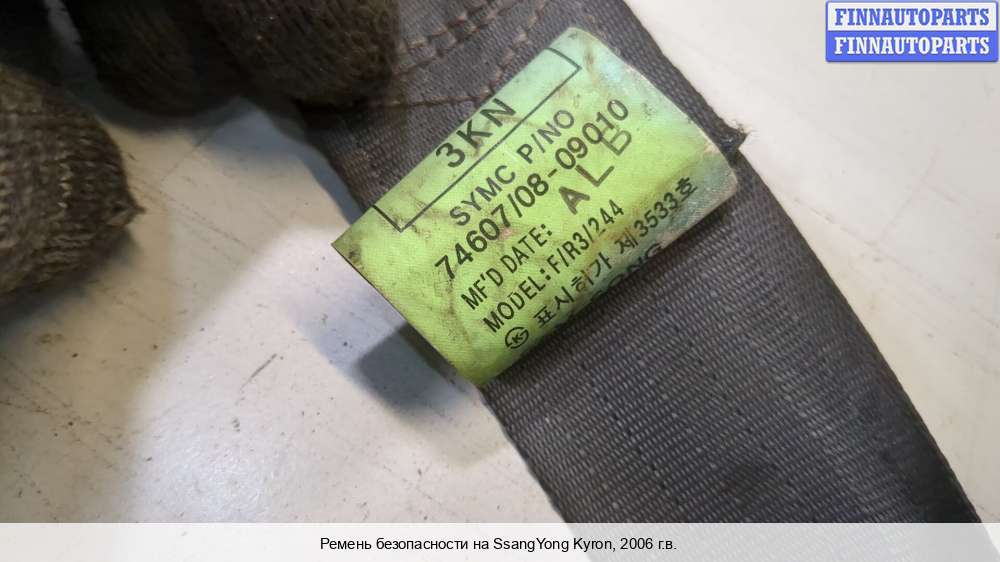 FINNAUTOPARTS
FINNAUTOPARTS
3KN
SYMC P/NO
74607/08-09010
ALB
MF'D DATE:
MODEL: F/R3/244
표시허가 제3533호
Ремень безопасности на SsangYong Kyron, 2006 г.в.